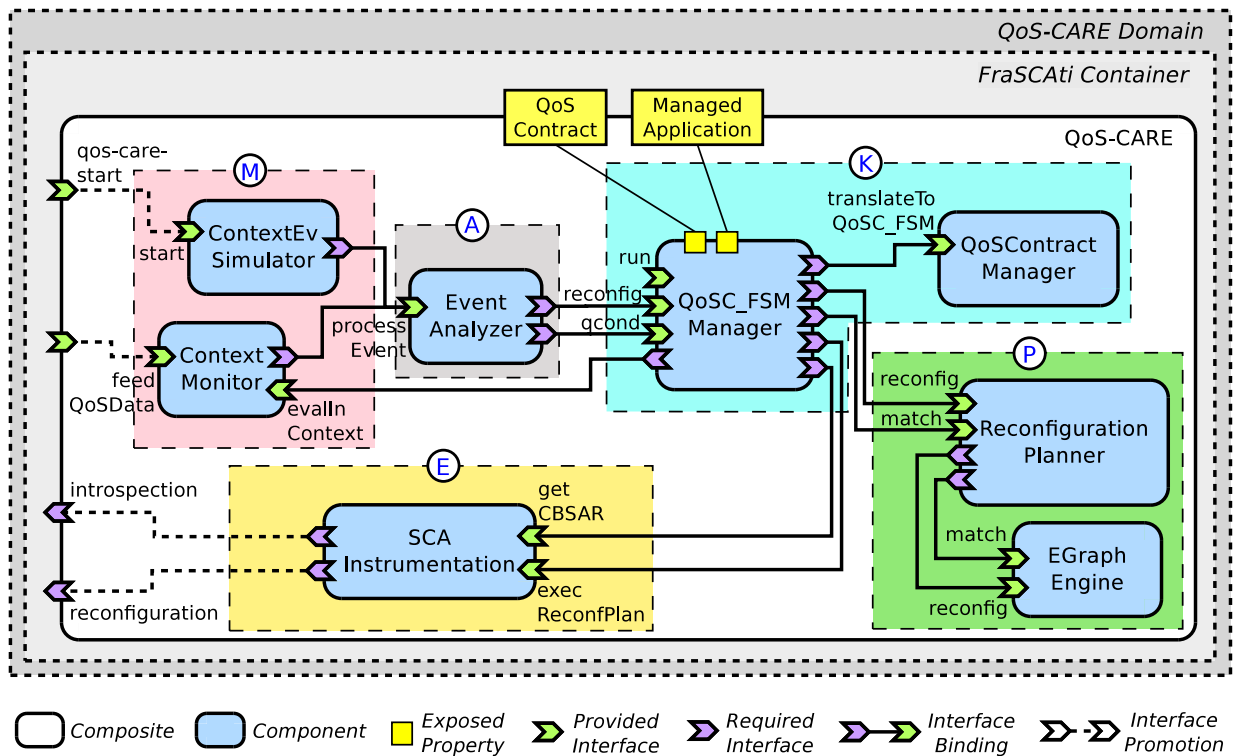 QoS-CARE Domain
FraSCAti Container
QoS
Contract
Managed
Application
QoS-CARE
qos-care-
start
M
K
translateTo
QoSC_FSM
start
ContextEv
Simulator
A
run
QoSContract
Manager
Event
Analyzer
reconfig
qcond
QoSC_FSM
Manager
process
Event
Context
Monitor
feed
QoSData
evalIn
Context
P
reconfig
match
Reconfiguration
Planner
E
introspection
get
CBSAR
SCA
Instrumentation
match
EGraph
Engine
reconfig
exec
ReconfPlan
reconfiguration
Composite
Component
Exposed
Property
Provided
Interface
Required
Interface
Interface
Binding
Interface
Promotion